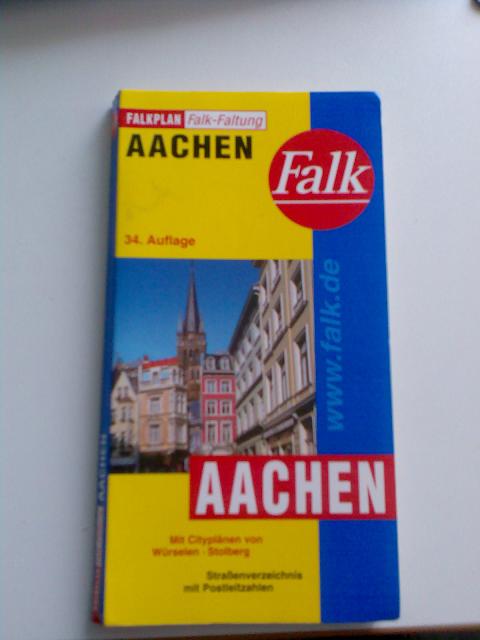 FALKPLAN Falk-Faltung
AACHEN
Falk
34. Auflage
www.falk.de
AACHEN
Mit Cityplänen von
Würselen · Stolberg
Straßenverzeichnis
mit Postleitzahlen
AACHEN